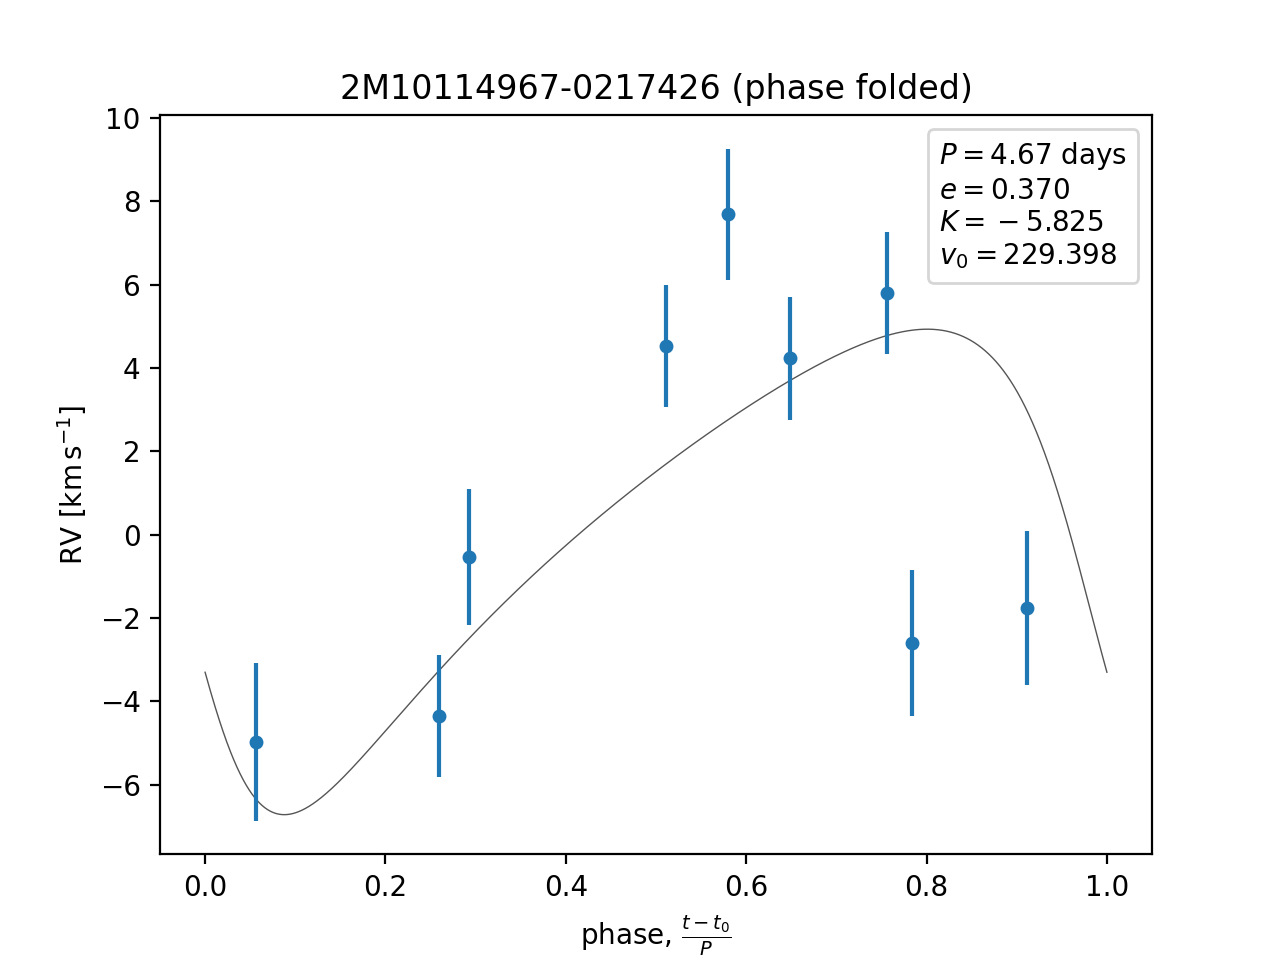 2M10114967-0217426 (phase folded)
P = 4.67 days
e = 0.370
K = −5.825
v₀ = 229.398
RV [km s⁻¹]
10
8
6
4
2
0
−2
−4
−6
0.0 0.2 0.4 0.6 0.8 1.0
phase, (t − t₀)/P